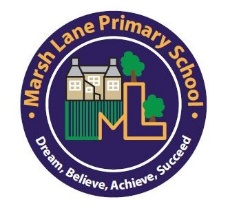 • Marsh Lane Primary School •
ML
Dream, Believe, Achieve, Succeed